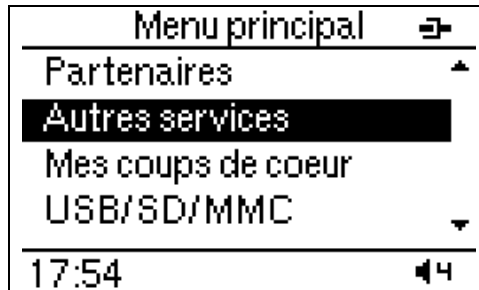 Menu principal
Partenaires
Autres services
Mes coups de coeur
USB/SD/MMC
17:54 4